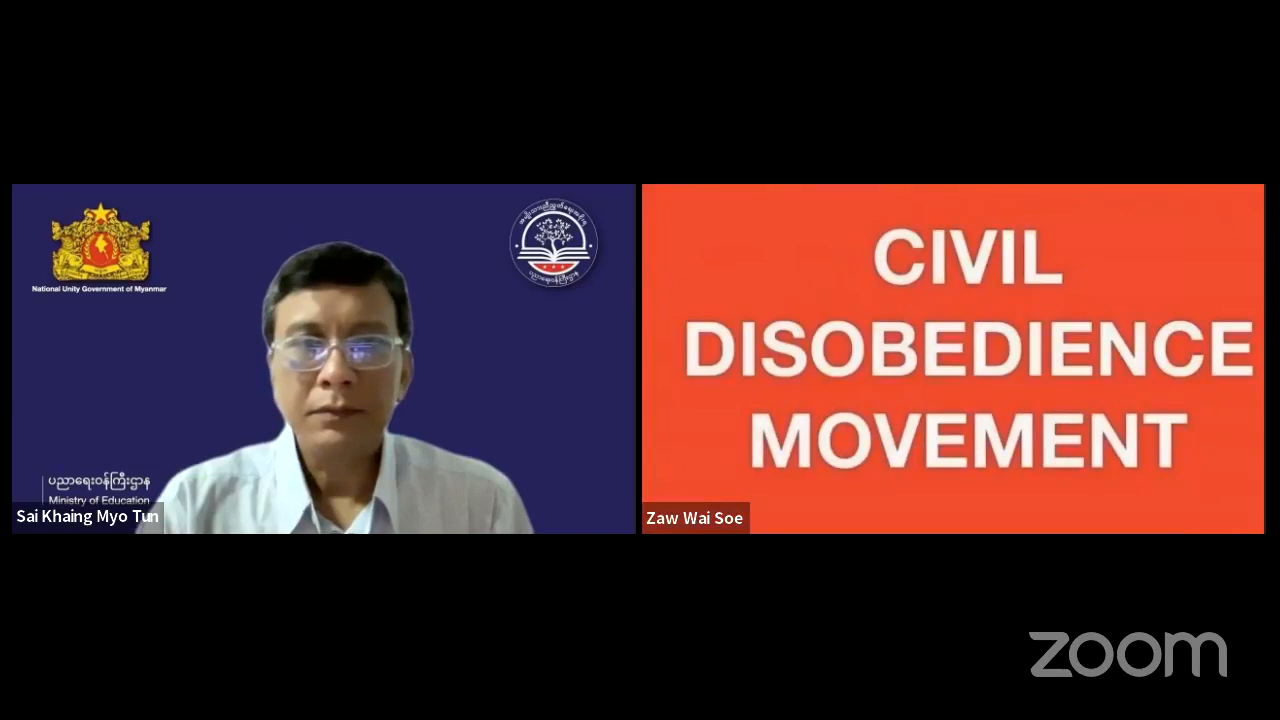 National Unity Government of Myanmar
ပညာရေးဝန်ကြီးဌာန
Ministry of Education
Sai Khaing Myo Tun
CIVIL
DISOBEDIENCE
MOVEMENT
Zaw Wai Soe
zoom